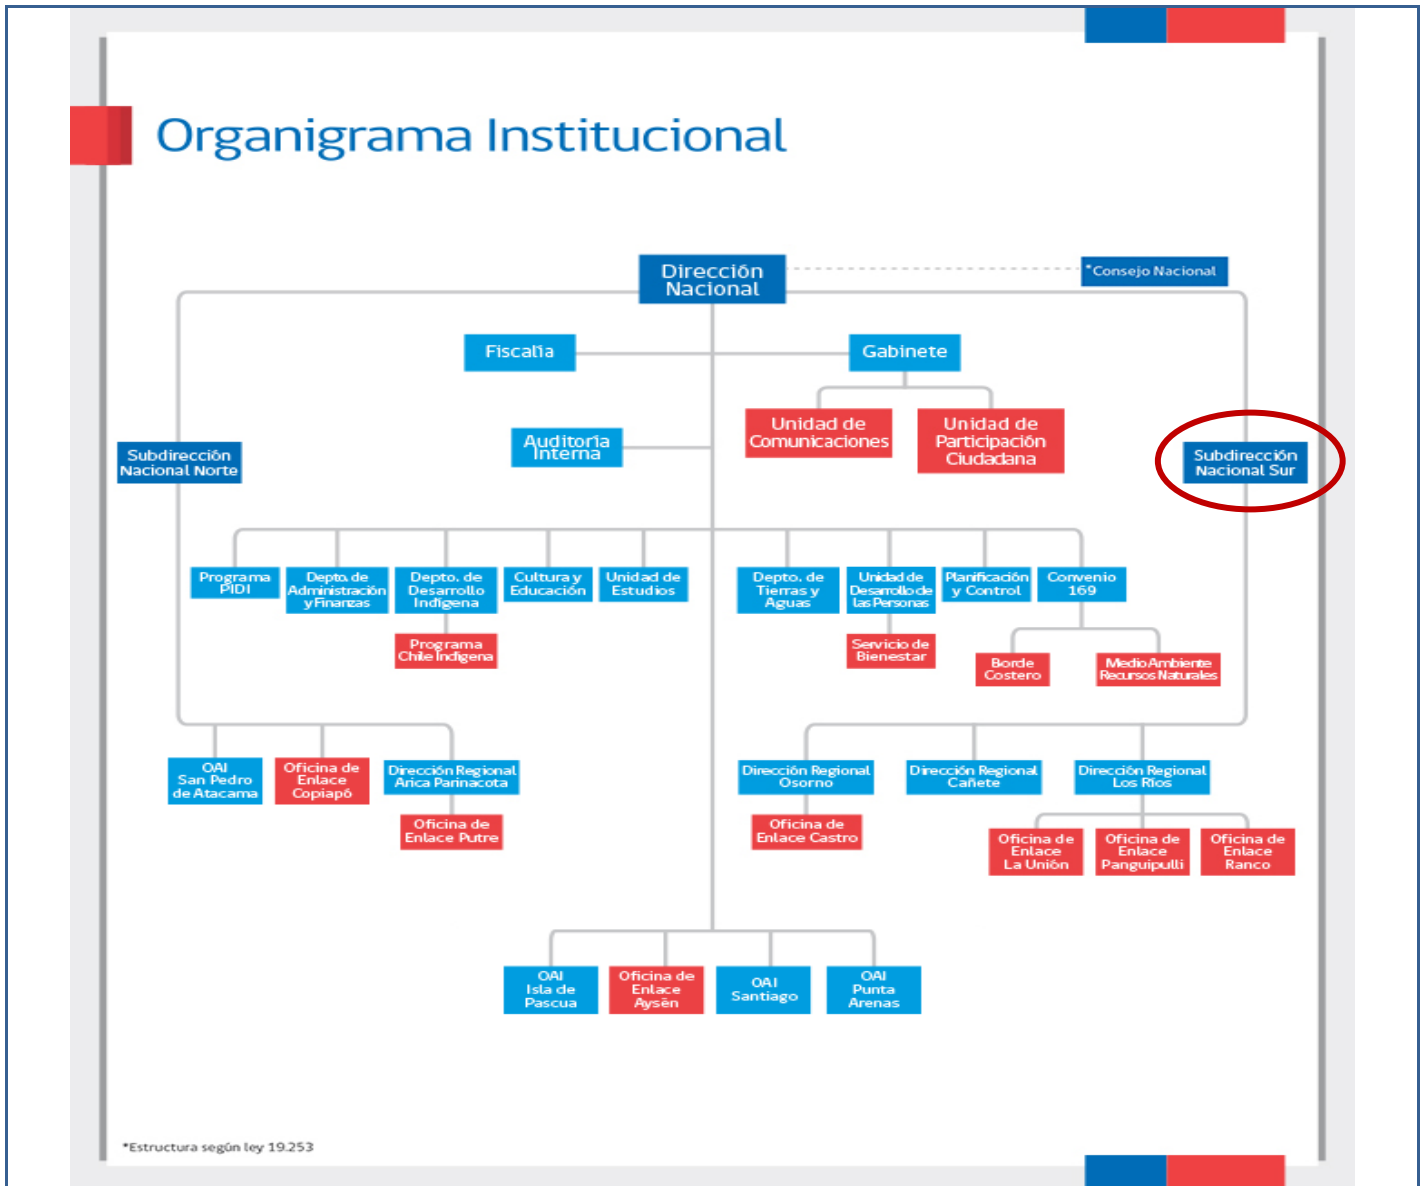 Organigrama Institucional
Dirección
Nacional
*Consejo Nacional
Fiscalía
Gabinete
Unidad de
Comunicaciones
Unidad de
Participación
Ciudadana
Auditoría
Interna
Subdirección
Nacional Norte
Subdirección
Nacional Sur
Programa
PIDI
Depto. de
Administración
y Finanzas
Depto. de
Desarrollo
Indígena
Cultura y
Educación
Unidad de
Estudios
Depto. de
Tierras y
Aguas
Unidad de
Desarrollo de
las Personas
Planificación
y Control
Convenio
169
Programa
Chile Indígena
Servicio de
Bienestar
Borde
Costero
Medio Ambiente
Recursos Naturales
OAI
San Pedro
de Atacama
Oficina de
Enlace
Copiapó
Dirección Regional
Arica Parinacota
Oficina de
Enlace Putre
Dirección Regional
Osorno
Dirección Regional
Cañete
Dirección Regional
Los Ríos
Oficina de
Enlace Castro
Oficina de
Enlace
La Unión
Oficina de
Enlace
Panguipulli
Oficina de
Enlace
Ranco
OAI
Isla de
Pascua
Oficina de
Enlace
Aysén
OAI
Santiago
OAI
Punta
Arenas
*Estructura según ley 19.253